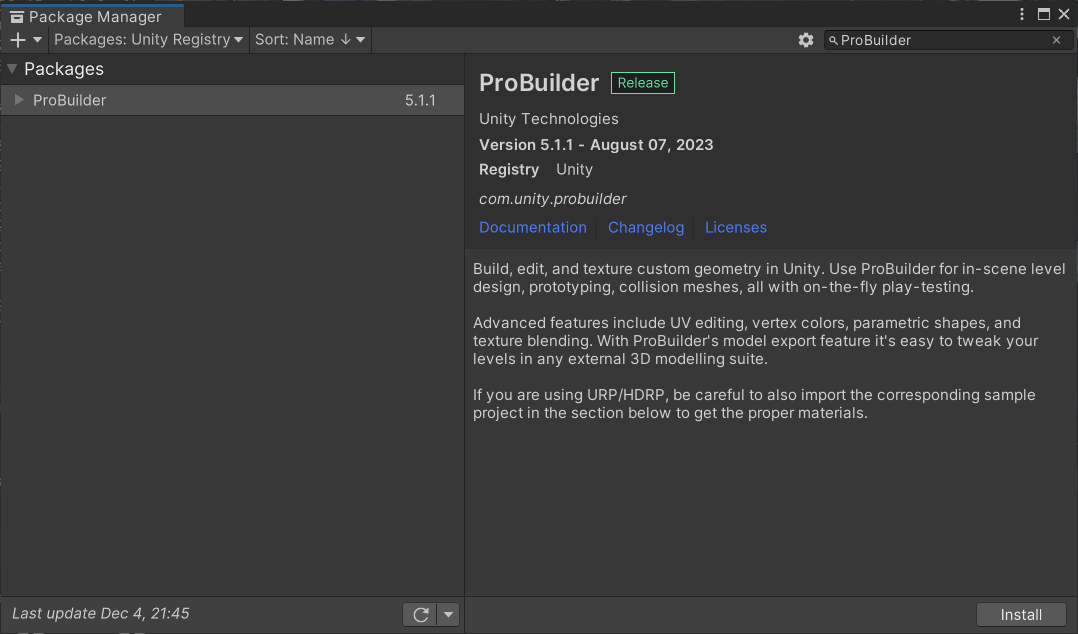 Package Manager
Packages: Unity Registry Sort: Name ↓ ProBuilder
Packages
ProBuilder 5.1.1
ProBuilder Release
Unity Technologies
Version 5.1.1 - August 07, 2023
Registry Unity
com.unity.probuilder
Documentation Changelog Licenses
Build, edit, and texture custom geometry in Unity. Use ProBuilder for in-scene level
design, prototyping, collision meshes, all with on-the-fly play-testing.
Advanced features include UV editing, vertex colors, parametric shapes, and
texture blending. With ProBuilder's model export feature it's easy to tweak your
levels in any external 3D modelling suite.
If you are using URP/HDRP, be careful to also import the corresponding sample
project in the section below to get the proper materials.
Last update Dec 4, 21:45
Install